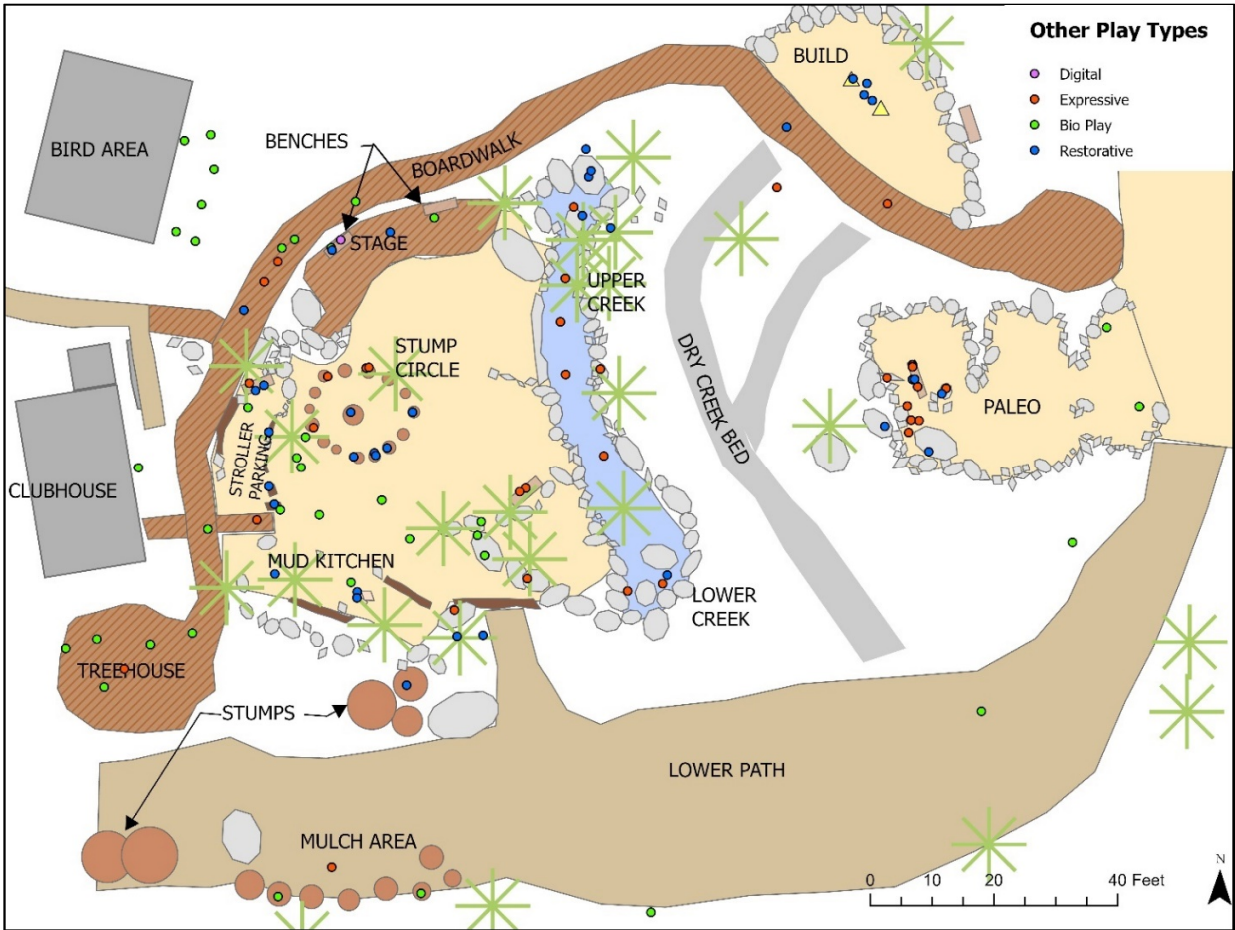 Other Play Types
Digital
Expressive
Bio Play
Restorative
BUILD
BIRD AREA
BENCHES
BOARDWALK
STAGE
UPPER
CREEK
STUMP
CIRCLE
DRY CREEK BED
PALEO
STROLLER
PARKING
CLUBHOUSE
MUD KITCHEN
LOWER
CREEK
TREEHOUSE
STUMPS
LOWER PATH
MULCH AREA
N
0 10 20 40 Feet